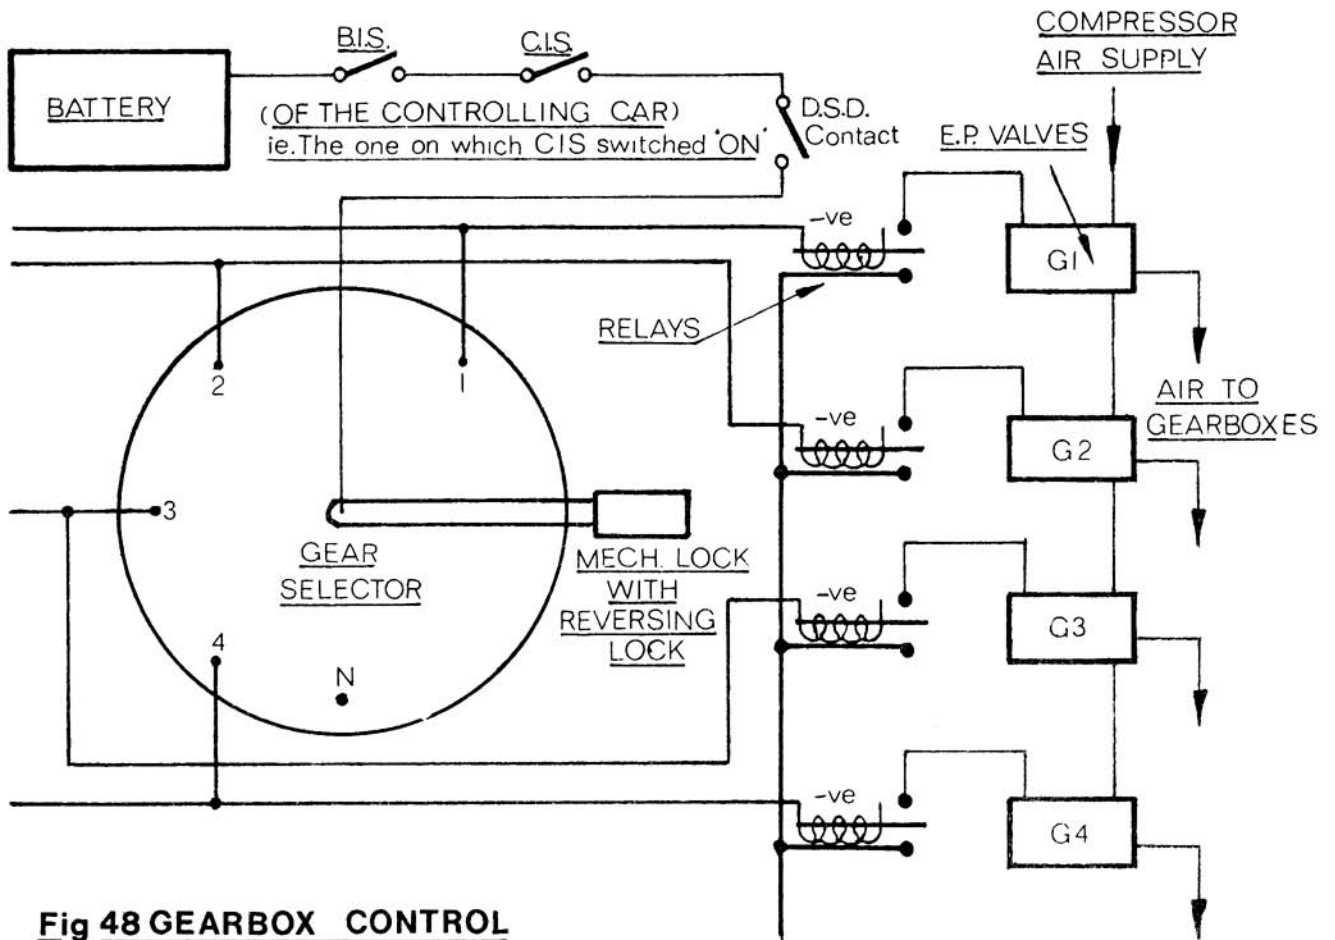 COMPRESSOR
AIR SUPPLY
B.I.S.
C.I.S.
BATTERY
(OF THE CONTROLLING CAR)
ie. The one on which CIS switched 'ON'
D.S.D.
Contact
E.P. VALVES
-ve
G1
RELAYS
2
1
-ve
G2
AIR TO
GEARBOXES
3
GEAR
SELECTOR
MECH. LOCK
WITH
REVERSING
LOCK
-ve
G3
4
N
-ve
G4
Fig 48 GEARBOX CONTROL